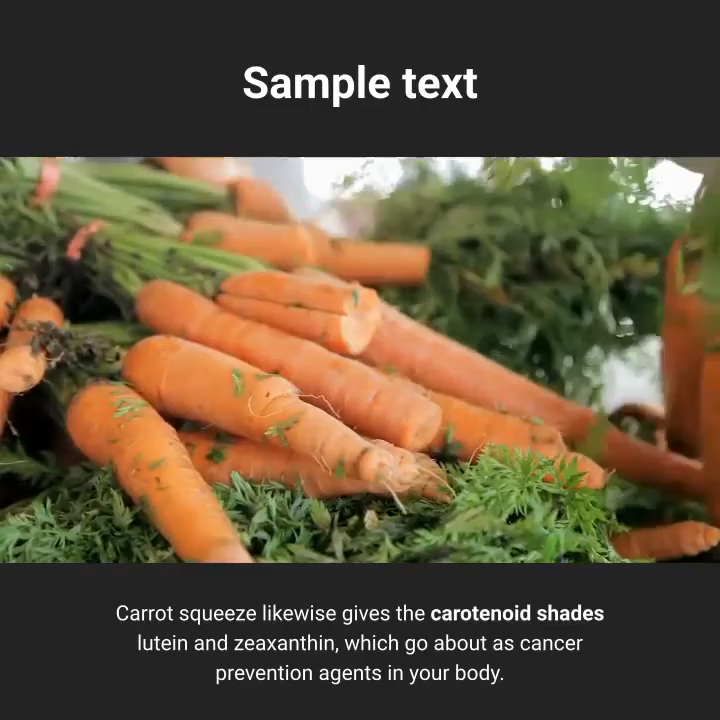 Sample text
Carrot squeeze likewise gives the carotenoid shades
lutein and zeaxanthin, which go about as cancer
prevention agents in your body.